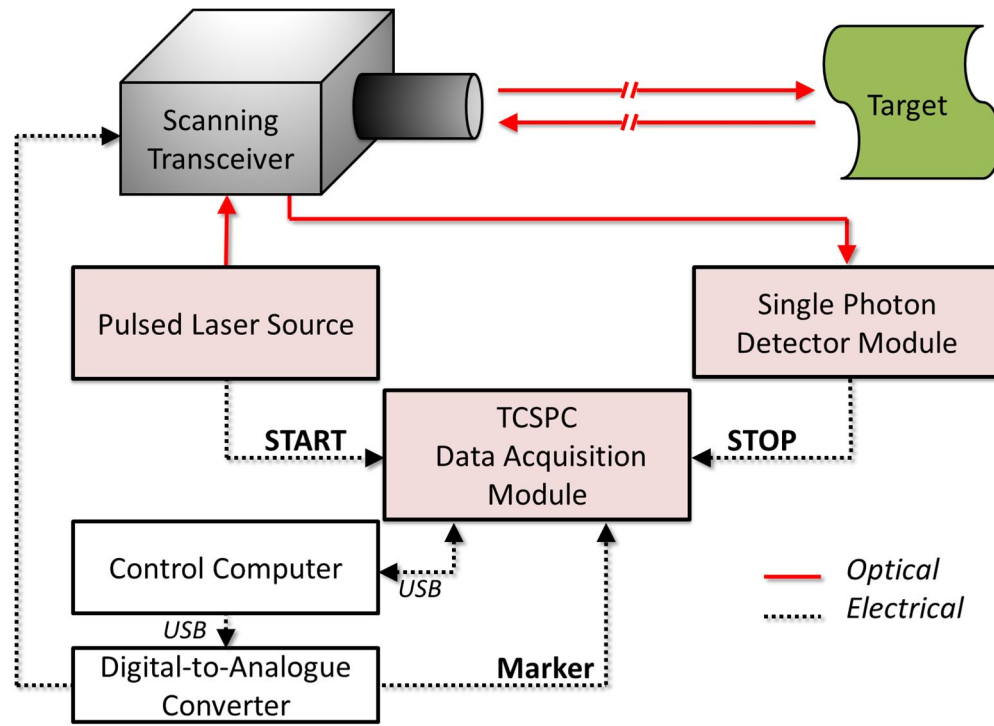 Scanning
Transceiver
Target
Pulsed Laser Source
Single Photon
Detector Module
START
TCSPC
Data Acquisition
Module
STOP
Control Computer
USB
USB
Digital-to-Analogue
Converter
Marker
Optical
Electrical